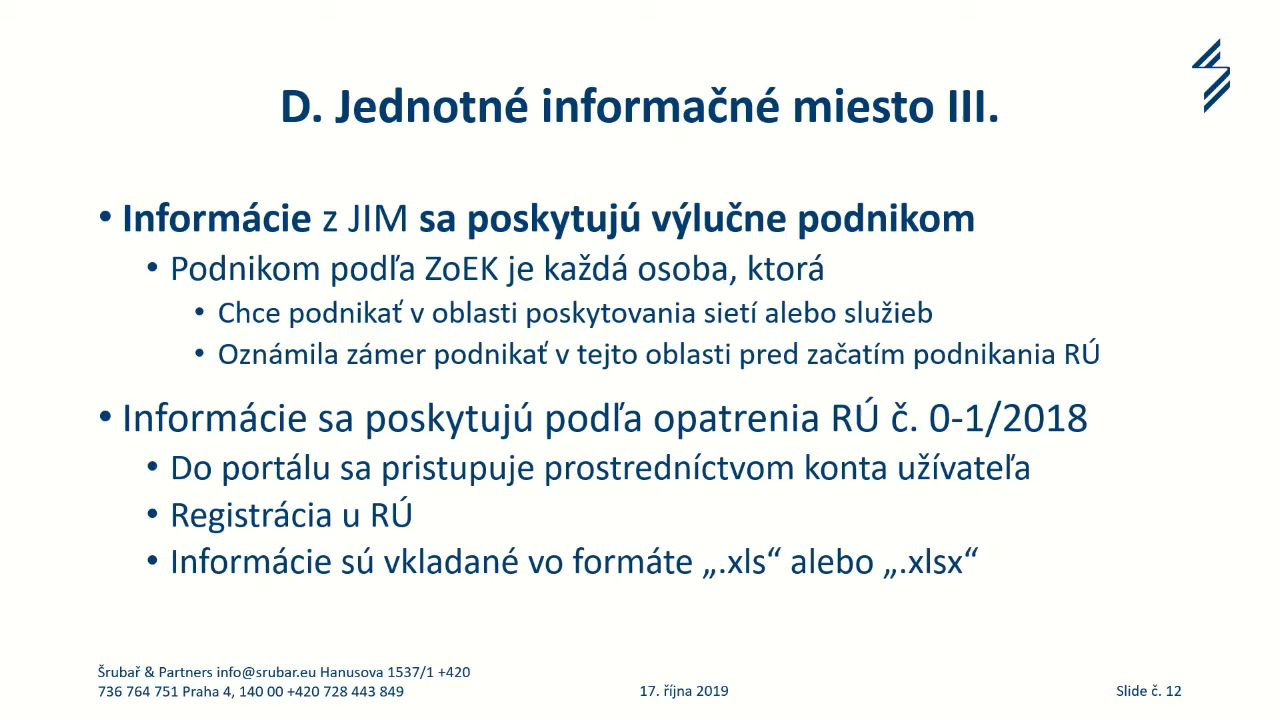 D. Jednotné informačné miesto III.
• Informácie z JIM sa poskytujú výlučne podnikom
• Podnikom podľa ZoEK je každá osoba, ktorá
• Chce podnikať v oblasti poskytovania sietí alebo služieb
• Oznámila zámer podnikať v tejto oblasti pred začatím podnikania RÚ
• Informácie sa poskytujú podľa opatrenia RÚ č. 0-1/2018
• Do portálu sa pristupuje prostredníctvom konta užívateľa
• Registrácia u RÚ
• Informácie sú vkladané vo formáte „.xls“ alebo „.xlsx“
Šrubař & Partners info@srubar.eu Hanusova 1537/1 +420
736 764 751 Praha 4, 140 00 +420 728 443 849
17. října 2019
Slide č. 12